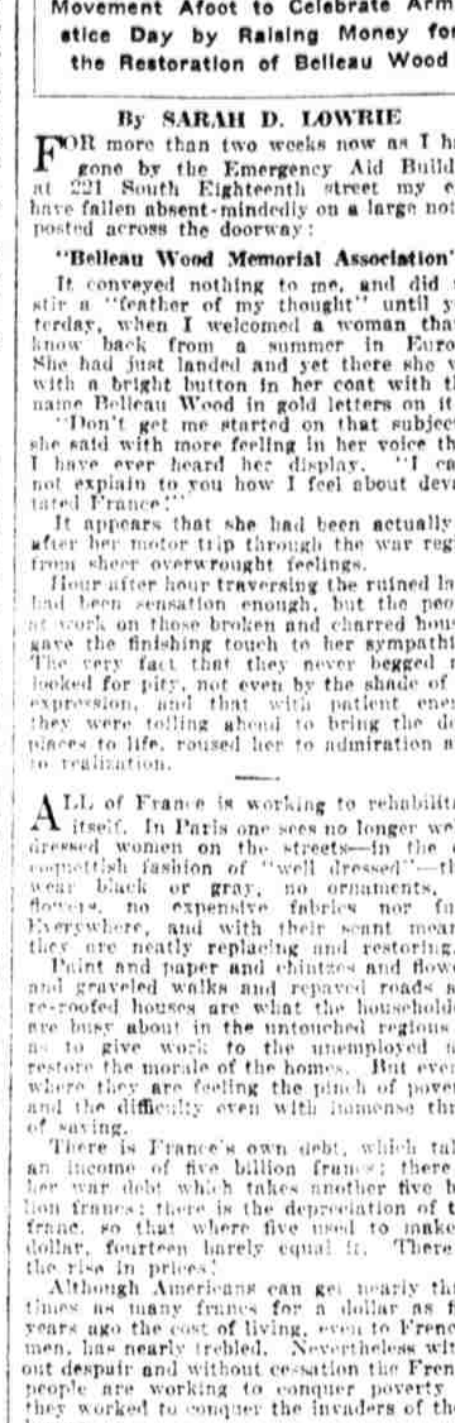 Movement Afoot to Celebrate Arm-
stice Day by Raising Money for
the Restoration of Belleau Wood
By SARAH D. LOWRIE
FOR more than two weeks now as I h
gone by the Emergency Aid Build
at 221 South Eighteenth street my e
have fallen absent-mindedly on a large not
posted across the doorway:
"Belleau Wood Memorial Association"
It conveyed nothing to me, and did
stir a "feather of my thought" until y
terday, when I welcomed a woman tha
know back from a summer in Euro
She had just landed and yet there she w
with a bright button in her coat with t
name Belleau Wood in gold letters on it
"Don't get me started on that subjec
she said with more feeling in her voice th
I have ever heard her display. "I ca
not explain to you how I feel about deva
tated France!"
It appears that she had been actually
after her motor trip through the war regi
from sheer overwrought feelings.
Hour after hour traversing the ruined la
had been sensation enough, but the peo
at work on those broken and charred hous
gave the finishing touch to her sympathi
The very fact that they never begged n
looked for pity, not even by the shade of
expression, and that with patient ener
they were toiling ahead to bring the de
places to life, roused her to admiration a
to realization.
ALL of France is working to rehabilita
itself. In Paris one sees no longer we
dressed women on the streets—in the o
coquettish fashion of "well dressed"—th
wear black or gray, no ornaments,
flowers, no expensive fabrics nor fu
Everywhere, and with their scant mean
they are neatly replacing and restoring.
Paint and paper and chintzes and flowe
and graveled walks and repaved roads a
re-roofed houses are what the householde
are busy about in the untouched regions
as to give work to the unemployed a
restore the morale of the homes. But ever
where they are feeling the pinch of pover
and the difficulty even with immense thr
of saving.
There is France's own debt, which tak
an income of five billion francs; there
her war debt which takes another five b
lion francs; there is the depreciation of t
franc, so that where five used to make
dollar, fourteen barely equal it. There
the rise in prices!
Although Americans can get nearly thr
times as many francs for a dollar as f
years ago the cost of living, even to Frenc
men, has nearly trebled. Nevertheless wit
out despair and without cessation the Fren
people are working to conquer poverty
they worked to conquer the invaders of the